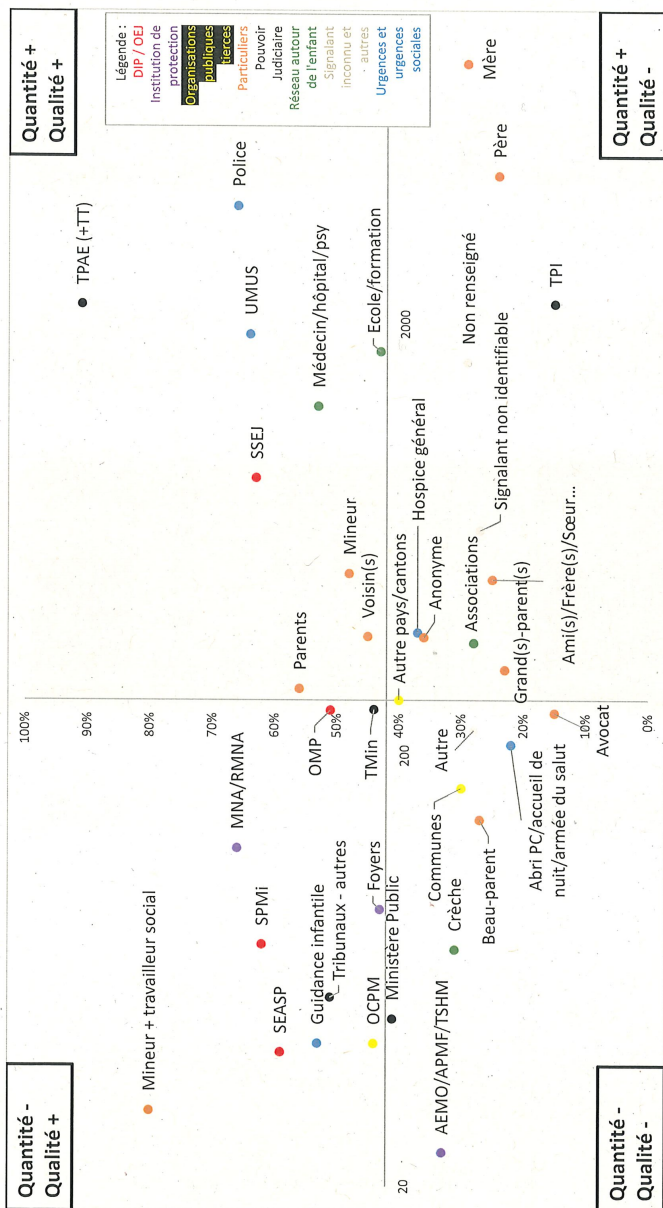 Quantité -
Qualité +
Quantité +
Qualité +
Légende :
DIP / OEJ
Institution de
protection
Organisations
publiques
tierces
Particuliers
Pouvoir
Judiciaire
Réseau autour
de l'enfant
Signalant
inconnu et
autres
Urgences et
urgences
sociales
100%
90%
80%
70%
60%
50%
40%
30%
20%
10%
0%
20
200
2000
TPAE (+TT)
Mineur + travailleur social
MNA/RMNA
Police
UMUS
SSEJ
SPMi
SEASP
Parents
Guidance infantile
Médecin/hôpital/psy
OMP
Tribunaux - autres
Mineur
Voisin(s)
TMin
Foyers
OCPM
Ecole/formation
Ministère Public
Autre pays/cantons
Hospice général
Anonyme
AEMO/APMF/TSHM
Crèche
Communes
Autre
Associations
Signalant non identifiable
Non renseigné
Mère
Beau-parent
Père
Grand(s)-parent(s)
Ami(s)/Frère(s)/Sœur...
Abri PC/accueil de
nuit/armée du salut
Avocat
TPI
Quantité -
Qualité -
Quantité +
Qualité -